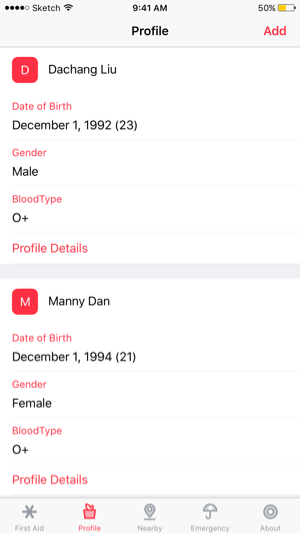 Sketch 9:41 AM 50%
Profile Add
D Dachang Liu
Date of Birth
December 1, 1992 (23)
Gender
Male
BloodType
O+
Profile Details
M Manny Dan
Date of Birth
December 1, 1994 (21)
Gender
Female
BloodType
O+
Profile Details
First Aid Profile Nearby Emergency About